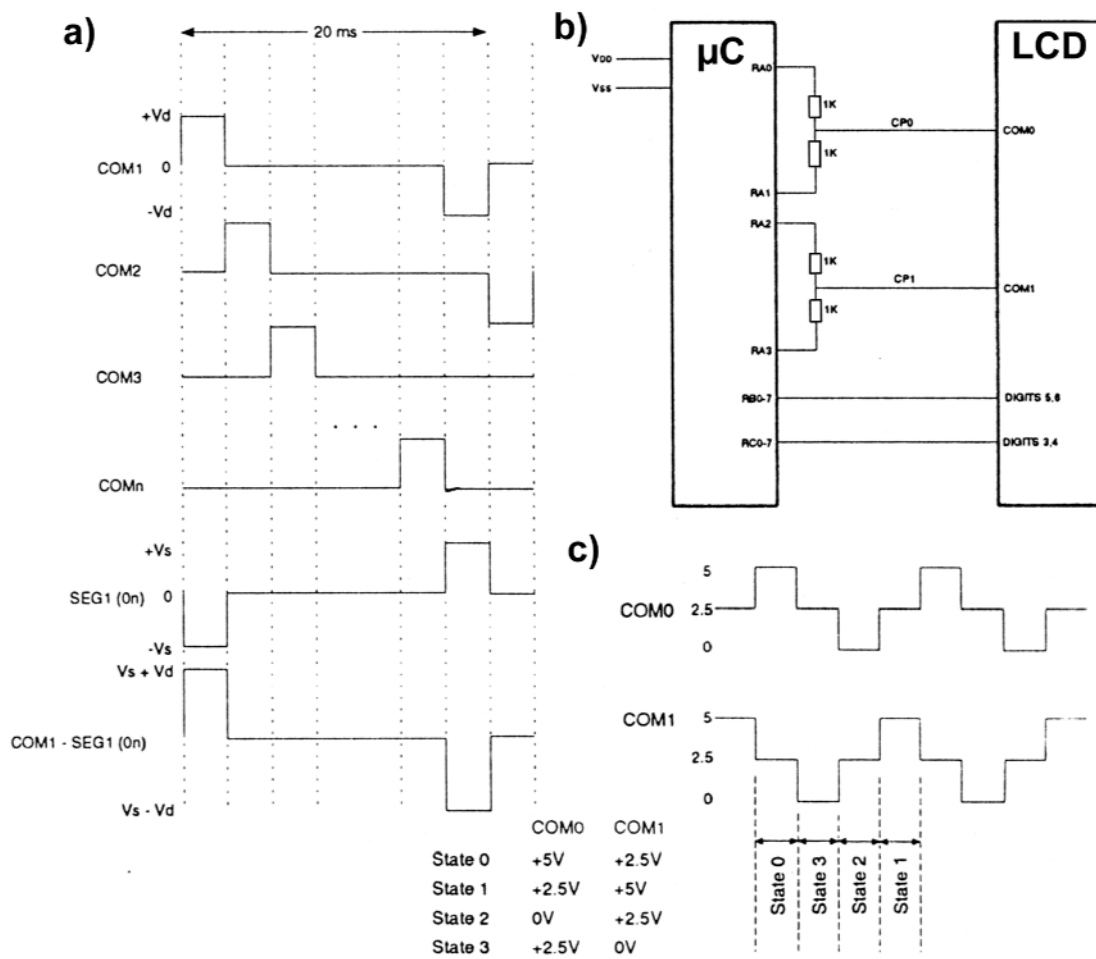 a)
20 ms
+Vd
COM1 0
-Vd
COM2
COM3
. . .
COMn
+Vs
SEG1 (0n) 0
-Vs
Vs + Vd
COM1 - SEG1 (0n)
Vs - Vd
COM0 COM1
State 0 +5V +2.5V
State 1 +2.5V +5V
State 2 0V +2.5V
State 3 +2.5V 0V
b)
µC
LCD
VDD
VSS
RA0
1K
CP0
COM0
1K
RA1
RA2
1K
CP1
COM1
1K
RA3
RB0-7
DIGITS 5,6
RC0-7
DIGITS 3,4
c)
5
COM0 2.5
0
COM1 5
2.5
0
State 0
State 3
State 2
State 1